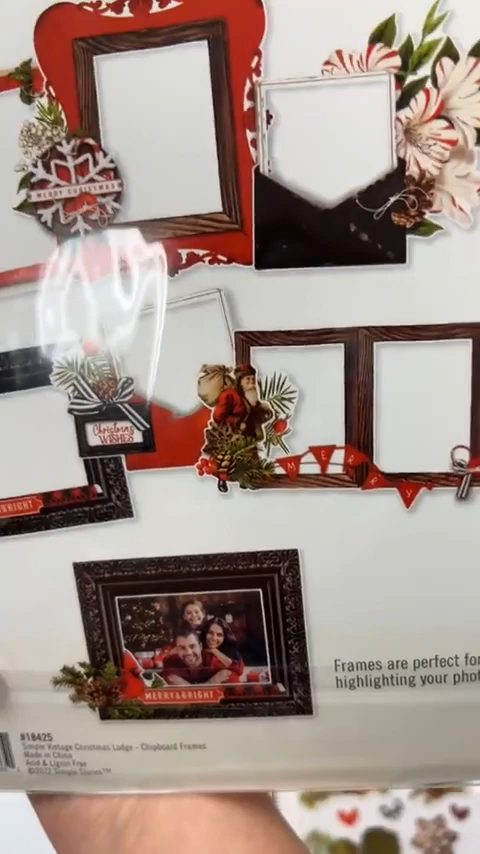 MERRY CHRISTMAS
Christmas
WISHES
MERRY
BRIGHT
MERRY&BRIGHT
Frames are perfect for
highlighting your
#18425
Simple Vintage Christmas Lodge - Chipboard Frames
Made in China
Acid & Lignin Free
©2022 Simple Stories™